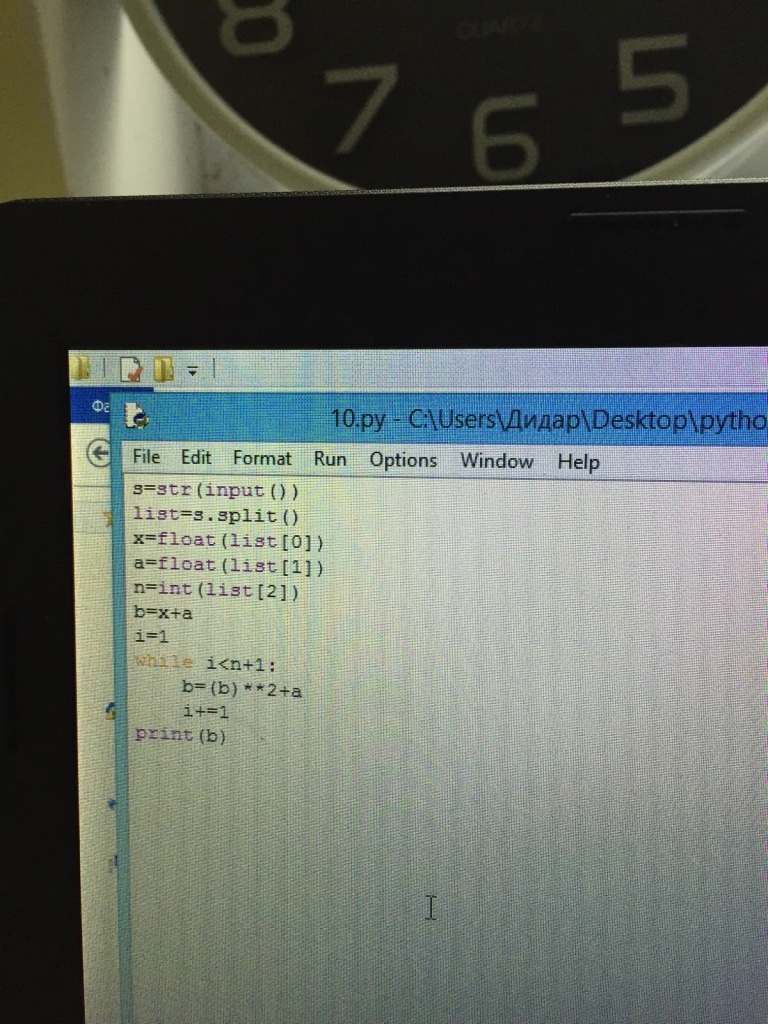 8 7 6 5
QUARTZ
Фа
10.py - C:\Users\Дидар\Desktop\pytho
File Edit Format Run Options Window Help
s=str(input())
list=s.split()
x=float(list[0])
a=float(list[1])
n=int(list[2])
b=x+a
i=1
while i<n+1:
    b=(b)**2+a
    i+=1
print(b)